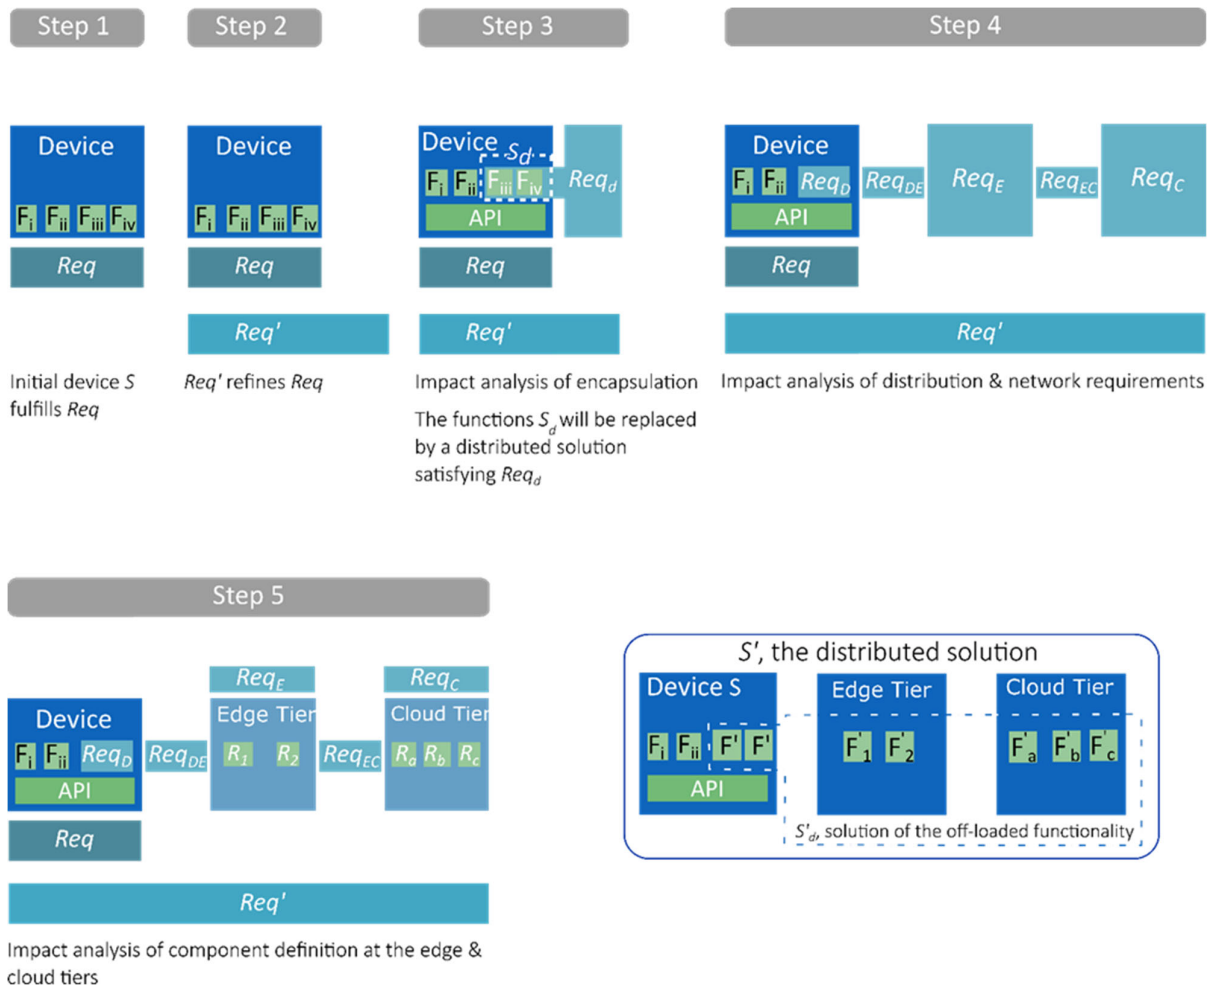 Step 1
Step 2
Step 3
Step 4
Device
Fi Fii Fiii Fiv
Req
Initial device S
fulfills Req
Device
Fi Fii Fiii Fiv
Req
Req'
Req' refines Req
Device
Sd
Fi Fii Fiii Fiv
Reqd
API
Req
Req'
Impact analysis of encapsulation
The functions Sd will be replaced
by a distributed solution
satisfying Reqd
Device
Fi Fii ReqD
ReqDE
ReqE
ReqEC
ReqC
API
Req
Req'
Impact analysis of distribution & network requirements
Step 5
ReqE
ReqC
Device
Edge Tier
Cloud Tier
Fi Fii ReqD
ReqDE
R1 R2
ReqEC
Ra Rb Rc
API
Req
Req'
Impact analysis of component definition at the edge &
cloud tiers
S', the distributed solution
Device S
Edge Tier
Cloud Tier
Fi Fii F' F'
F'1 F'2
F'a F'b F'c
API
S'd, solution of the off-loaded functionality